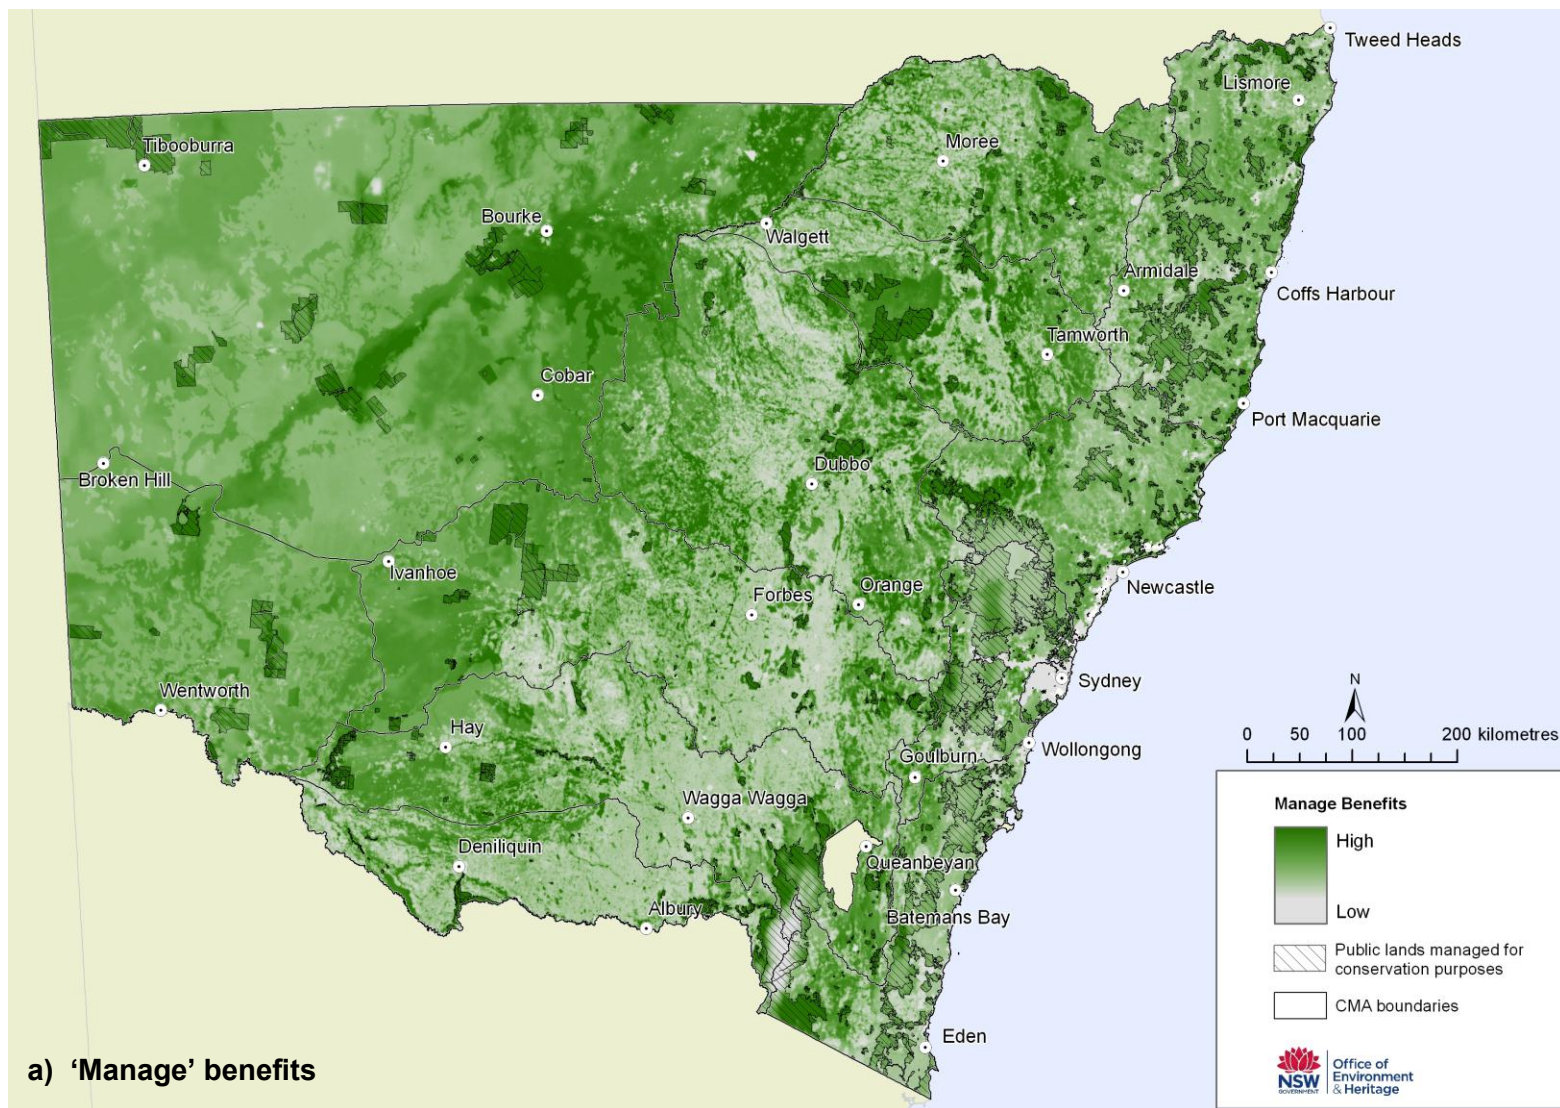 Tweed Heads
Lismore
Tibooburra
Moree
Bourke
Walgett
Armidale
Coffs Harbour
Tamworth
Cobar
Port Macquarie
Dubbo
Broken Hill
Ivanhoe
Forbes
Orange
Newcastle
Sydney
Wentworth
Hay
Goulburn
Wollongong
Wagga Wagga
Deniliquin
Queanbeyan
Albury
Batemans Bay
Eden
N
0 50 100 200 kilometres
Manage Benefits
High
Low
Public lands managed for
conservation purposes
CMA boundaries
NSW
GOVERNMENT
Office of
Environment
& Heritage
a) ‘Manage’ benefits